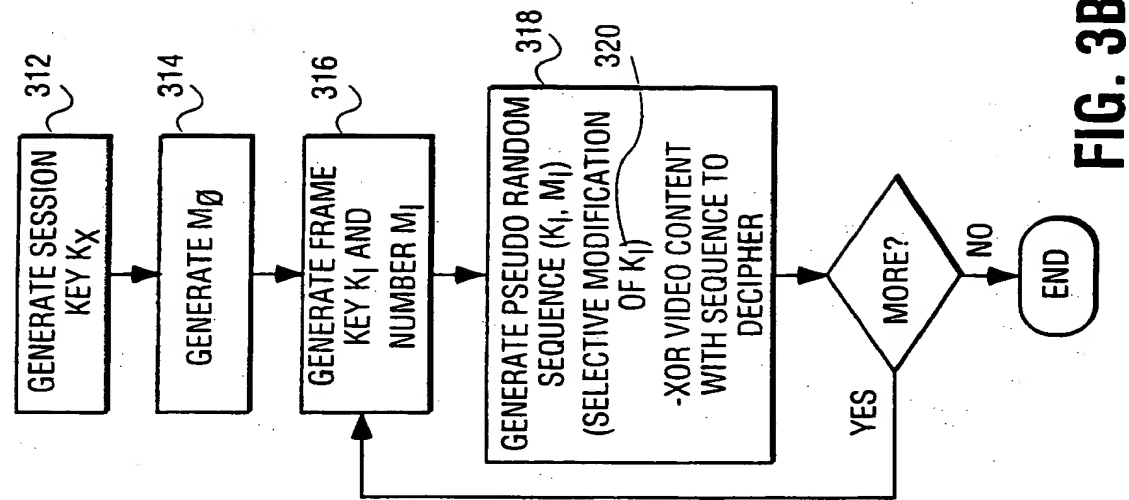 312
GENERATE SESSION
KEY KX
314
GENERATE MØ
316
GENERATE FRAME
KEY KI AND
NUMBER MI
318
GENERATE PSEUDO RANDOM
SEQUENCE (KI, MI)
(SELECTIVE MODIFICATION
OF KI)
320
-XOR VIDEO CONTENT
WITH SEQUENCE TO
DECIPHER
MORE?
YES
NO
END
FIG. 3B